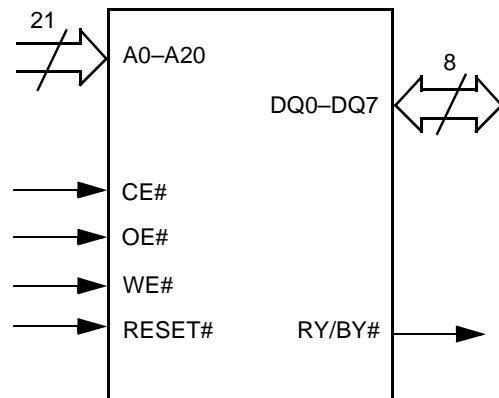 21
A0–A20
8
DQ0–DQ7
CE#
OE#
WE#
RESET#
RY/BY#